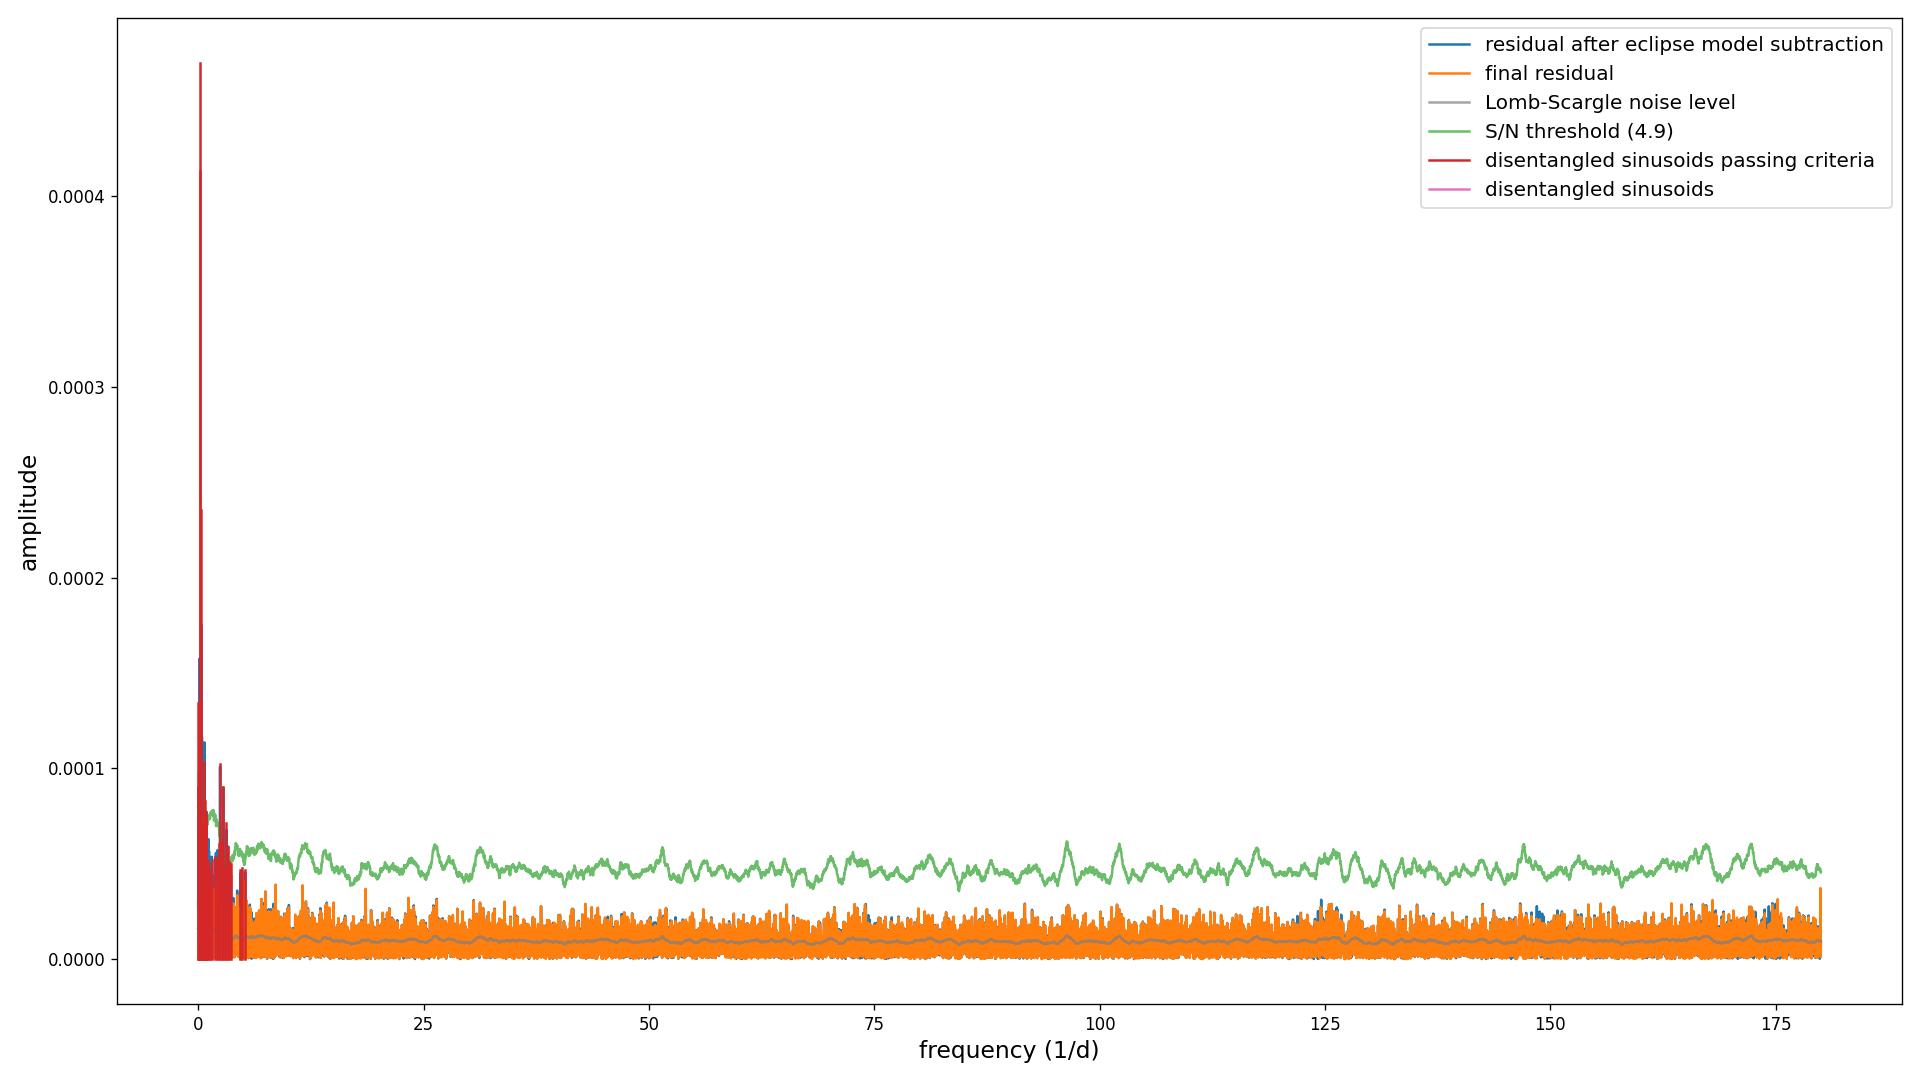 residual after eclipse model subtraction
final residual
Lomb-Scargle noise level
S/N threshold (4.9)
disentangled sinusoids passing criteria
disentangled sinusoids
amplitude
0.0004
0.0003
0.0002
0.0001
0.0000
0 25 50 75 100 125 150 175
frequency (1/d)